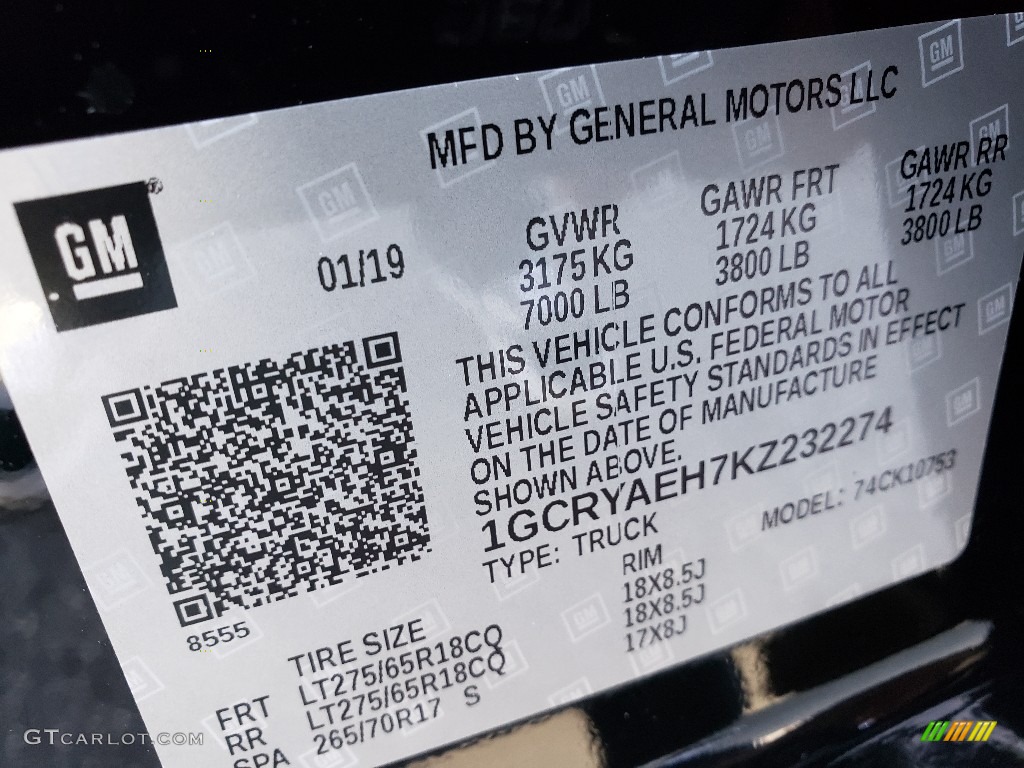 MFD BY GENERAL MOTORS LLC
GM®
01/19
GVWR
3175 KG
7000 LB
GAWR FRT
1724 KG
3800 LB
GAWR RR
1724 KG
3800 LB
THIS VEHICLE CONFORMS TO ALL
APPLICABLE U.S. FEDERAL MOTOR
VEHICLE SAFETY STANDARDS IN EFFECT
ON THE DATE OF MANUFACTURE
SHOWN ABOVE.
1GCRYAEH7KZ232274
TYPE: TRUCK
MODEL: 74CK10753
8555
TIRE SIZE RIM
FRT LT275/65R18CQ 18X8.5J
RR LT275/65R18CQ 18X8.5J
SPA 265/70R17 S 17X8J
GTCARLOT.COM